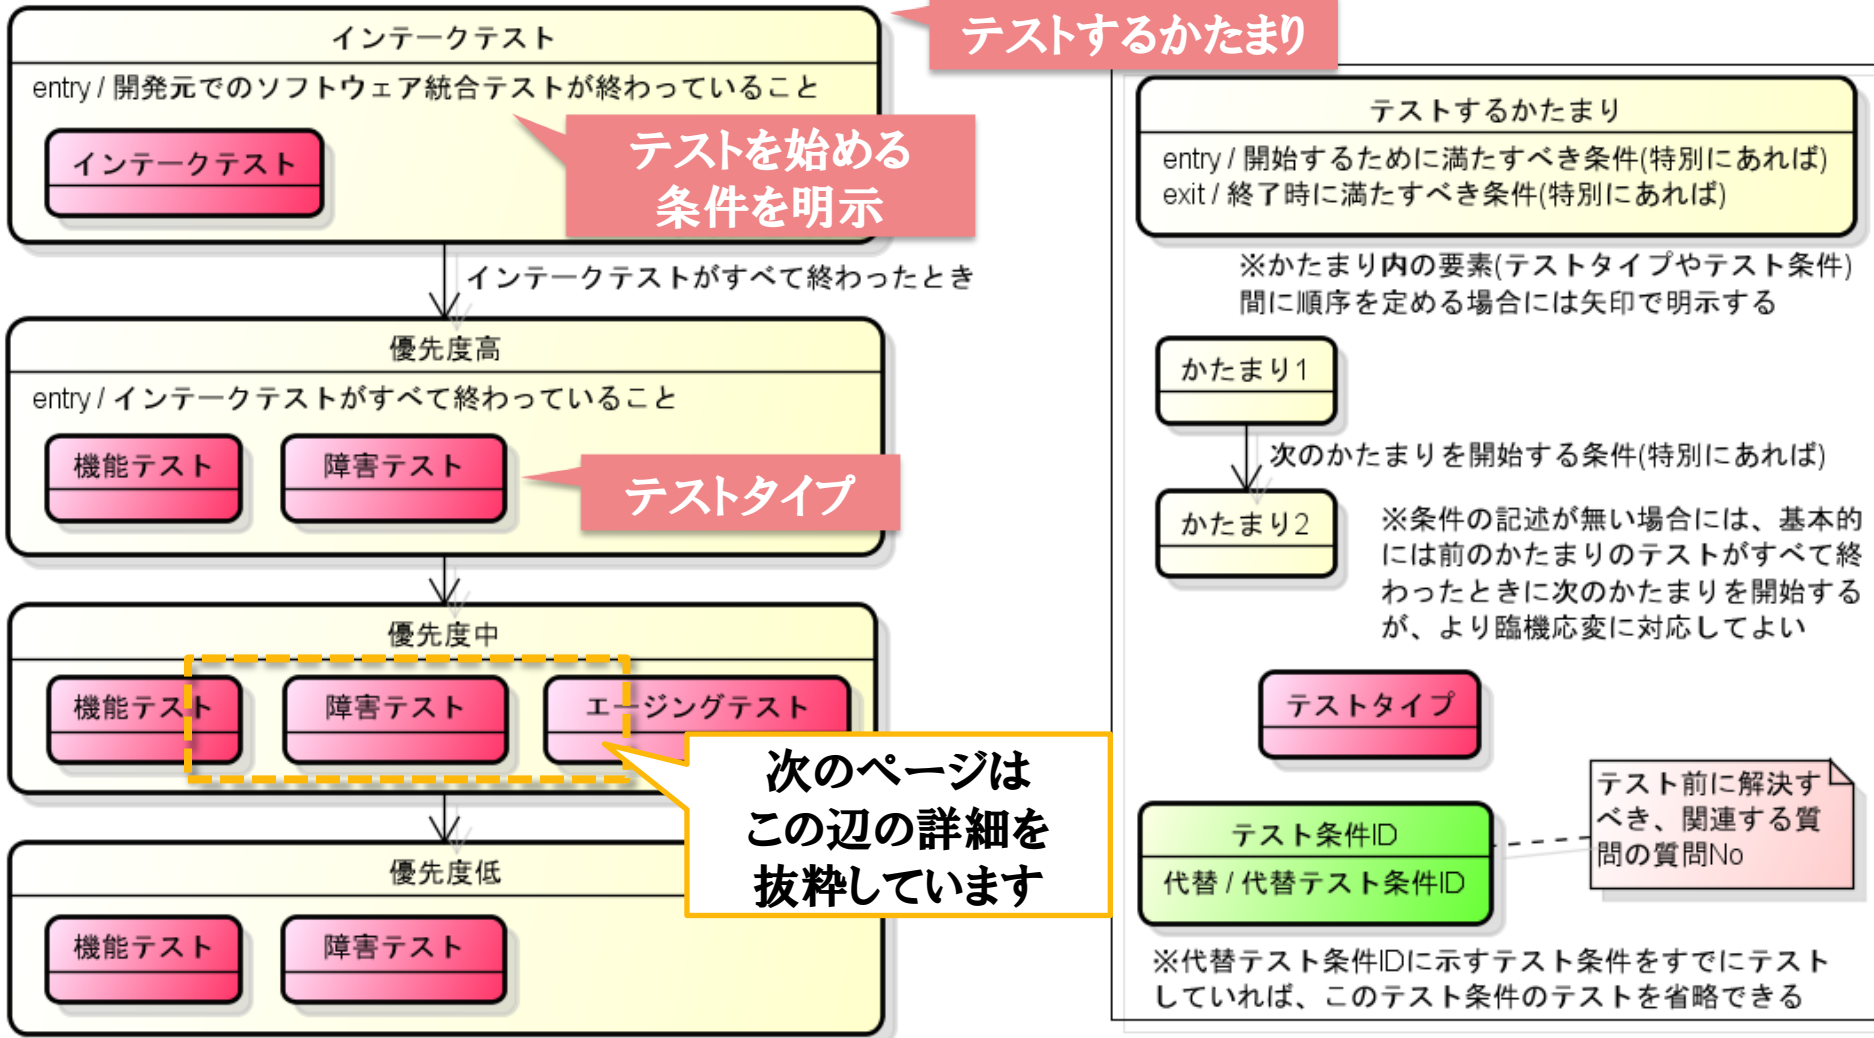 インテークテスト
テストするかたまり
entry / 開発元でのソフトウェア統合テストが終わっていること
インテークテスト
テストを始める
条件を明示
インテークテストがすべて終わったとき
優先度高
entry / インテークテストがすべて終わっていること
機能テスト
障害テスト
テストタイプ
優先度中
機能テスト
障害テスト
エージングテスト
次のページは
この辺の詳細を
抜粋しています
優先度低
機能テスト
障害テスト
テストするかたまり
entry / 開始するために満たすべき条件(特別にあれば)
exit / 終了時に満たすべき条件(特別にあれば)
※かたまり内の要素(テストタイプやテスト条件)
間に順序を定める場合には矢印で明示する
かたまり1
次のかたまりを開始する条件(特別にあれば)
かたまり2
※条件の記述が無い場合には、基本的
には前のかたまりのテストがすべて終
わったときに次のかたまりを開始する
が、より臨機応変に対応してよい
テストタイプ
テスト条件ID
代替 / 代替テスト条件ID
テスト前に解決す
べき、関連する質
問の質問No
※代替テスト条件IDに示すテスト条件をすでにテスト
していれば、このテスト条件のテストを省略できる